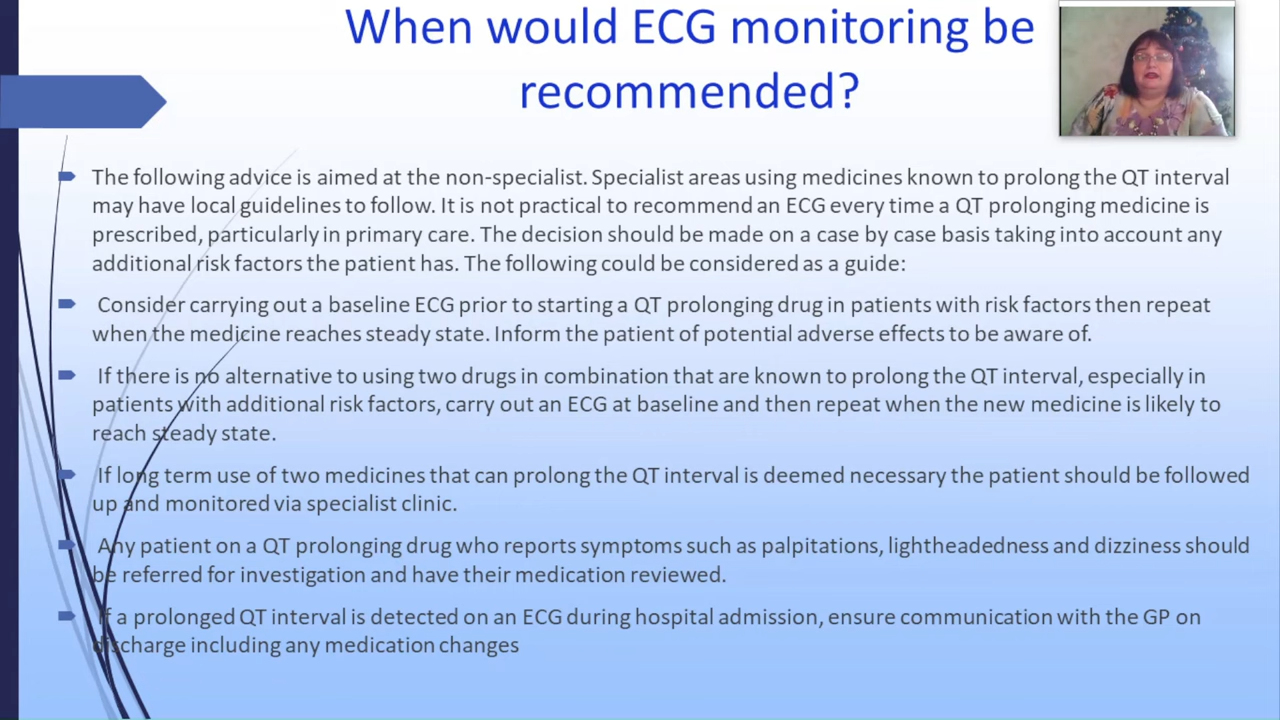 When would ECG monitoring be
recommended?
The following advice is aimed at the non-specialist. Specialist areas using medicines known to prolong the QT interval
may have local guidelines to follow. It is not practical to recommend an ECG every time a QT prolonging medicine is
prescribed, particularly in primary care. The decision should be made on a case by case basis taking into account any
additional risk factors the patient has. The following could be considered as a guide:
Consider carrying out a baseline ECG prior to starting a QT prolonging drug in patients with risk factors then repeat
when the medicine reaches steady state. Inform the patient of potential adverse effects to be aware of.
If there is no alternative to using two drugs in combination that are known to prolong the QT interval, especially in
patients with additional risk factors, carry out an ECG at baseline and then repeat when the new medicine is likely to
reach steady state.
If long term use of two medicines that can prolong the QT interval is deemed necessary the patient should be followed
up and monitored via specialist clinic.
Any patient on a QT prolonging drug who reports symptoms such as palpitations, lightheadedness and dizziness should
be referred for investigation and have their medication reviewed.
If a prolonged QT interval is detected on an ECG during hospital admission, ensure communication with the GP on
discharge including any medication changes